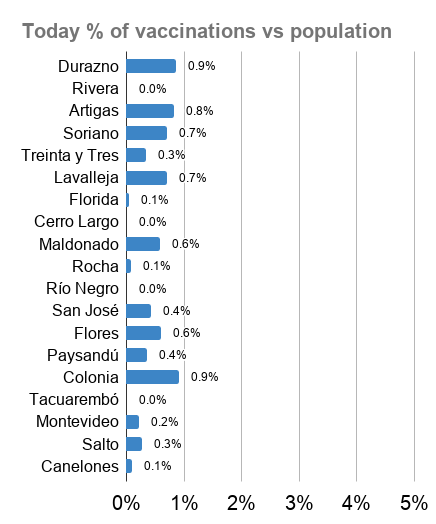 Today % of vaccinations vs population
Durazno 0.9%
Rivera 0.0%
Artigas 0.8%
Soriano 0.7%
Treinta y Tres 0.3%
Lavalleja 0.7%
Florida 0.1%
Cerro Largo 0.0%
Maldonado 0.6%
Rocha 0.1%
Río Negro 0.0%
San José 0.4%
Flores 0.6%
Paysandú 0.4%
Colonia 0.9%
Tacuarembó 0.0%
Montevideo 0.2%
Salto 0.3%
Canelones 0.1%
0% 1% 2% 3% 4% 5%